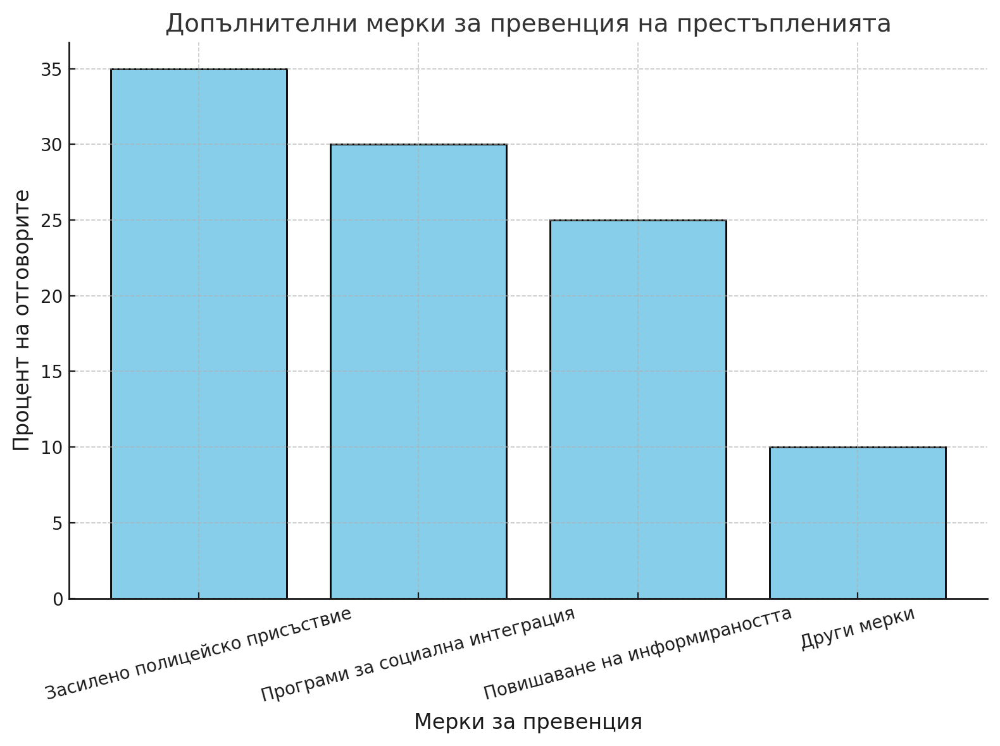 Допълнителни мерки за превенция на престъпленията
Процент на отговорите
35
30
25
20
15
10
5
0
Засилено полицейско присъствие
Програми за социална интеграция
Повишаване на информираността
Други мерки
Мерки за превенция